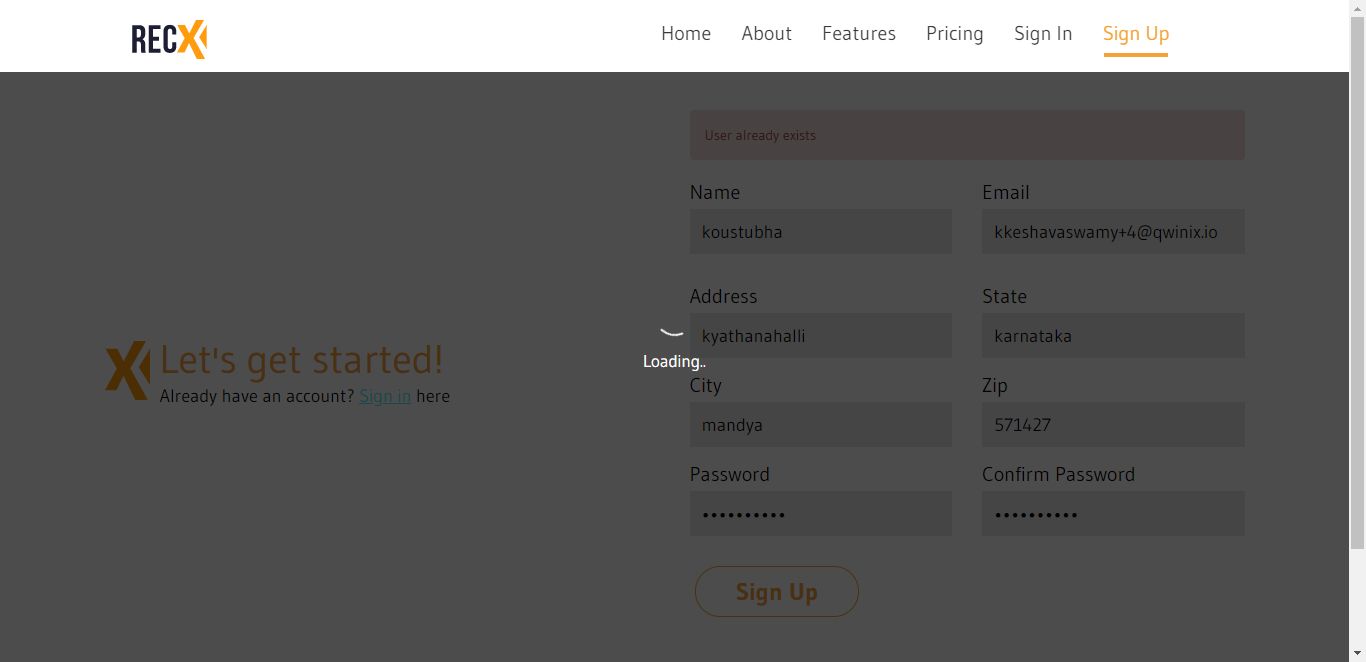 RECX
Home About Features Pricing Sign In Sign Up
User already exists
Name Email
koustubha kkeshavaswamy+4@qwinix.io
Address State
kyathanahalli karnataka
Loading..
Let's get started!
Already have an account? Sign in here
City Zip
mandya 571427
Password Confirm Password
•••••••••• ••••••••••
Sign Up